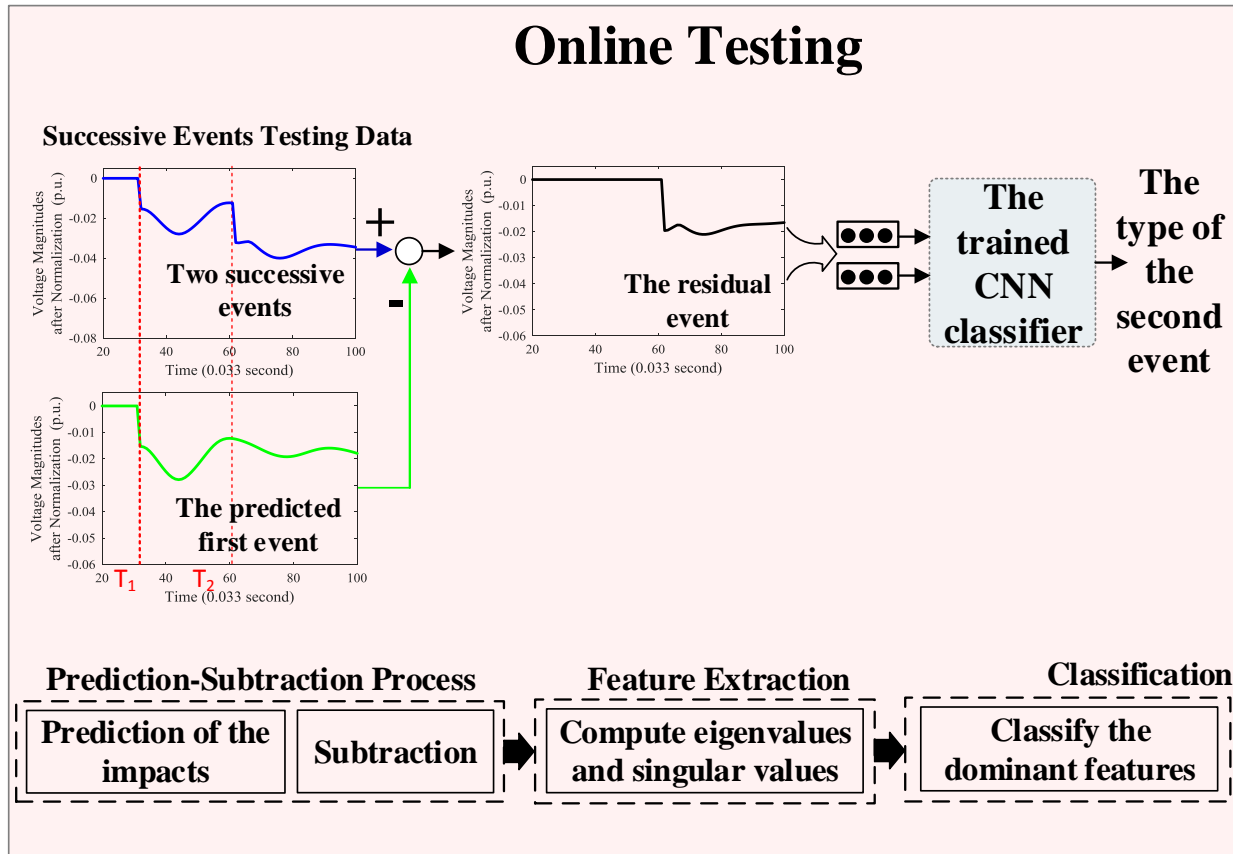 Online Testing
Successive Events Testing Data
Voltage Magnitudes
after Normalization (p.u.)
0
-0.02
-0.04
-0.06
-0.08
20
40
60
80
100
Time (0.033 second)
Two successive
events
+
-
Voltage Magnitudes
after Normalization (p.u.)
0
-0.01
-0.02
-0.03
-0.04
-0.05
-0.06
20
40
60
80
100
Time (0.033 second)
The predicted
first event
T1
T2
Voltage Magnitudes
after Normalization (p.u.)
0
-0.01
-0.02
-0.03
-0.04
-0.05
-0.06
20
40
60
80
100
Time (0.033 second)
The residual
event
The
trained
CNN
classifier
The
type of
the
second
event
Prediction-Subtraction Process
Prediction of the
impacts
Subtraction
Feature Extraction
Compute eigenvalues
and singular values
Classification
Classify the
dominant features